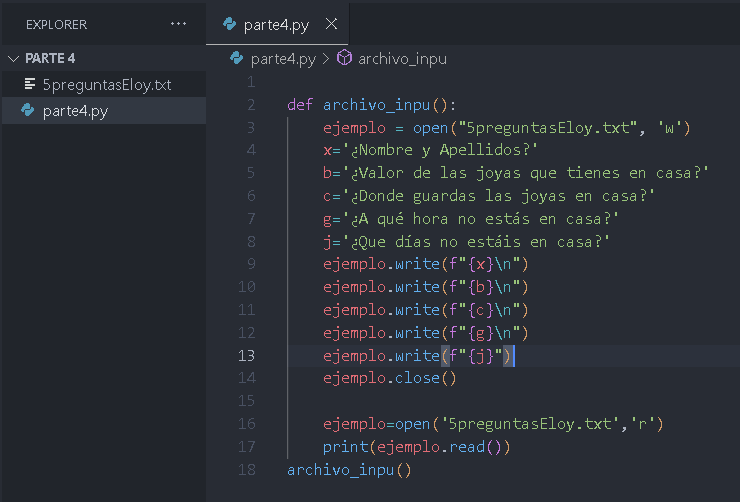 EXPLORER ...
parte4.py
PARTE 4
5preguntasEloy.txt
parte4.py
parte4.py > archivo_inpu
1
2 def archivo_inpu():
3 ejemplo = open("5preguntasEloy.txt", 'w')
4 x='¿Nombre y Apellidos?'
5 b='¿Valor de las joyas que tienes en casa?'
6 c='¿Donde guardas las joyas en casa?'
7 g='¿A qué hora no estás en casa?'
8 j='¿Que días no estáis en casa?'
9 ejemplo.write(f"{x}\n")
10 ejemplo.write(f"{b}\n")
11 ejemplo.write(f"{c}\n")
12 ejemplo.write(f"{g}\n")
13 ejemplo.write(f"{j}")
14 ejemplo.close()
15
16 ejemplo=open('5preguntasEloy.txt','r')
17 print(ejemplo.read())
18 archivo_inpu()